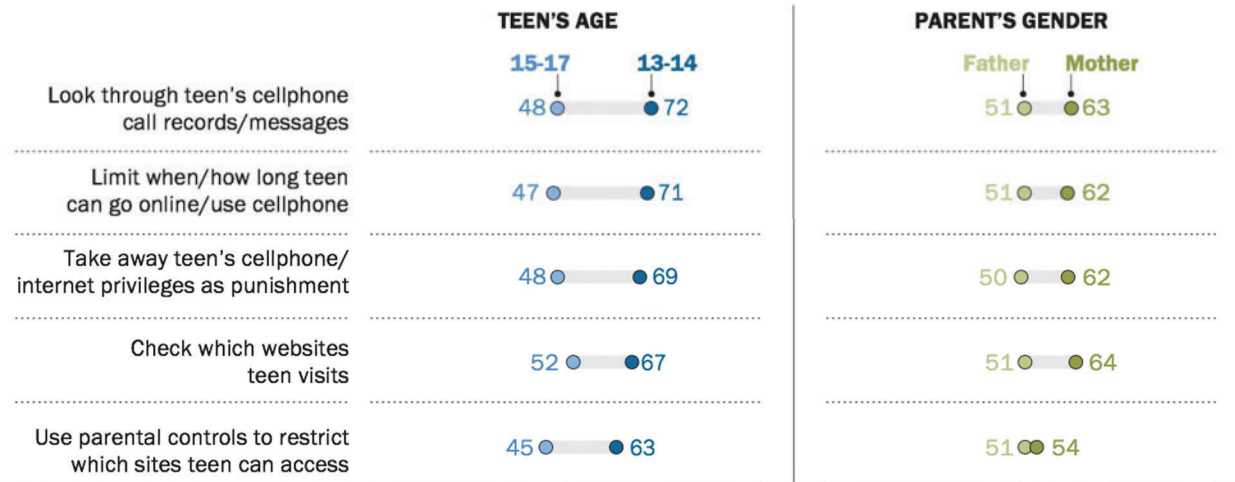 TEEN'S AGE
PARENT'S GENDER
15-17 13-14
Father Mother
Look through teen's cellphone
call records/messages
48 72
51 63
Limit when/how long teen
can go online/use cellphone
47 71
51 62
Take away teen's cellphone/
internet privileges as punishment
48 69
50 62
Check which websites
teen visits
52 67
51 64
Use parental controls to restrict
which sites teen can access
45 63
51 54